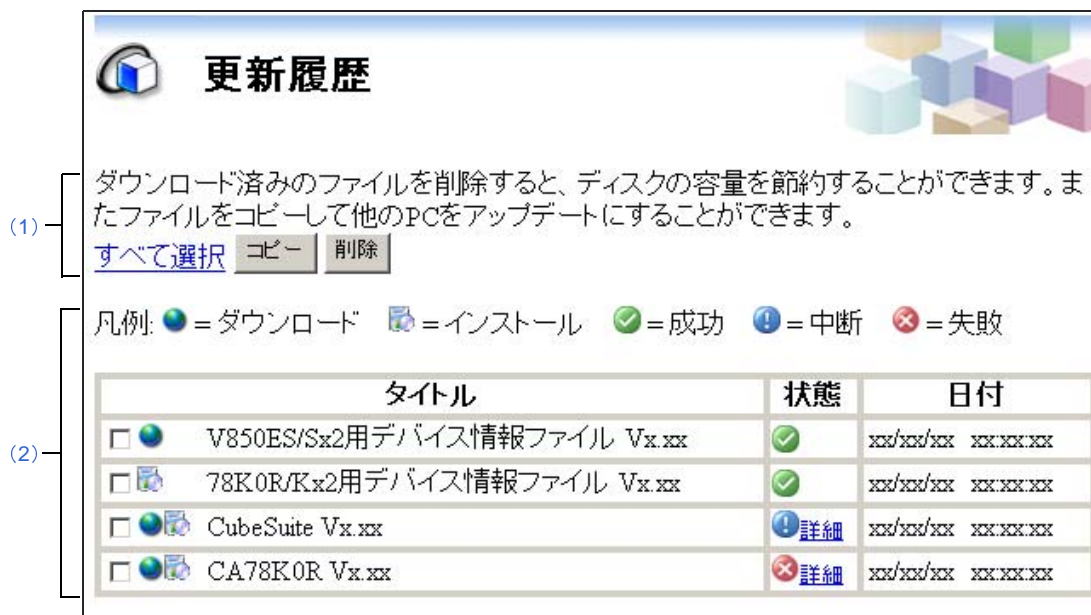 更新履歴
(1)
ダウンロード済みのファイルを削除すると、ディスクの容量を節約することができます。ま
たファイルをコピーして他のPCをアップデートにすることができます。
すべて選択 コピー 削除
(2)
凡例: = ダウンロード = インストール = 成功 = 中断 = 失敗
タイトル 状態 日付
V850ES/Sx2用デバイス情報ファイル Vx.xx xx/xx/xx xx:xx:xx
78K0R/Kx2用デバイス情報ファイル Vx.xx xx/xx/xx xx:xx:xx
CubeSuite Vx.xx 詳細 xx/xx/xx xx:xx:xx
CA78K0R Vx.xx 詳細 xx/xx/xx xx:xx:xx